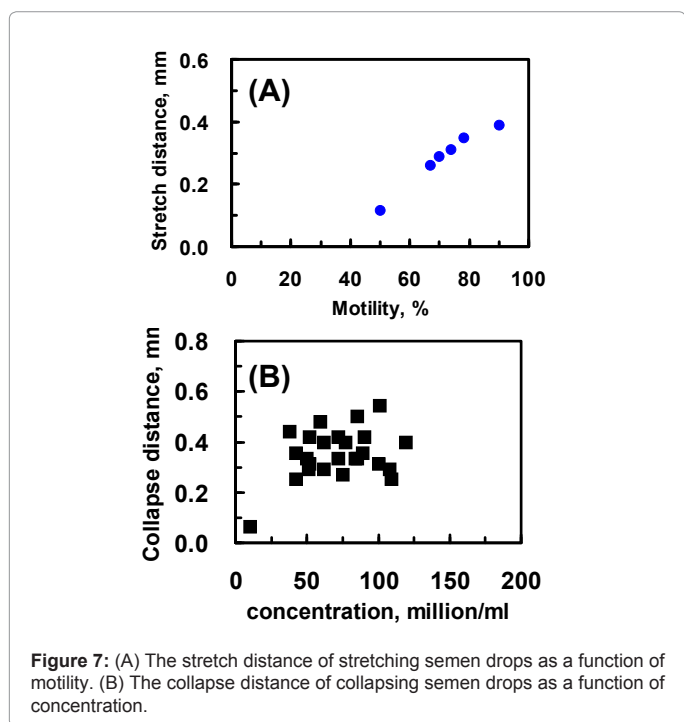 (A)
Stretch distance, mm
0.6
0.4
0.2
0.0
0 20 40 60 80 100
Motility, %
(B)
Collapse distance, mn
0.8
0.6
0.4
0.2
0.0
0 50 100 150 200
concentration, million/ml
Figure 7: (A) The stretch distance of stretching semen drops as a function of
motility. (B) The collapse distance of collapsing semen drops as a function of
concentration.